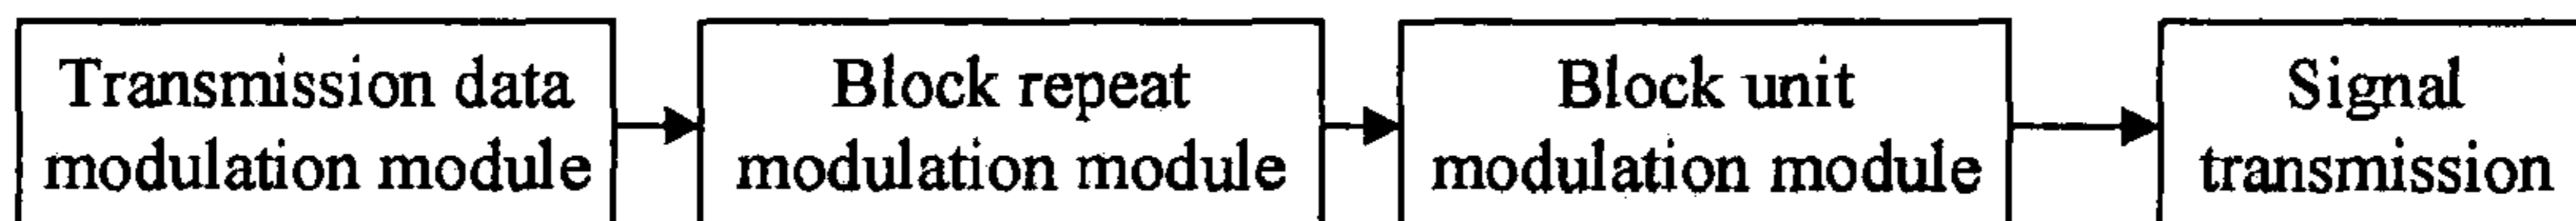 Transmission data
modulation module
Block repeat
modulation module
Block unit
modulation module
Signal
transmission